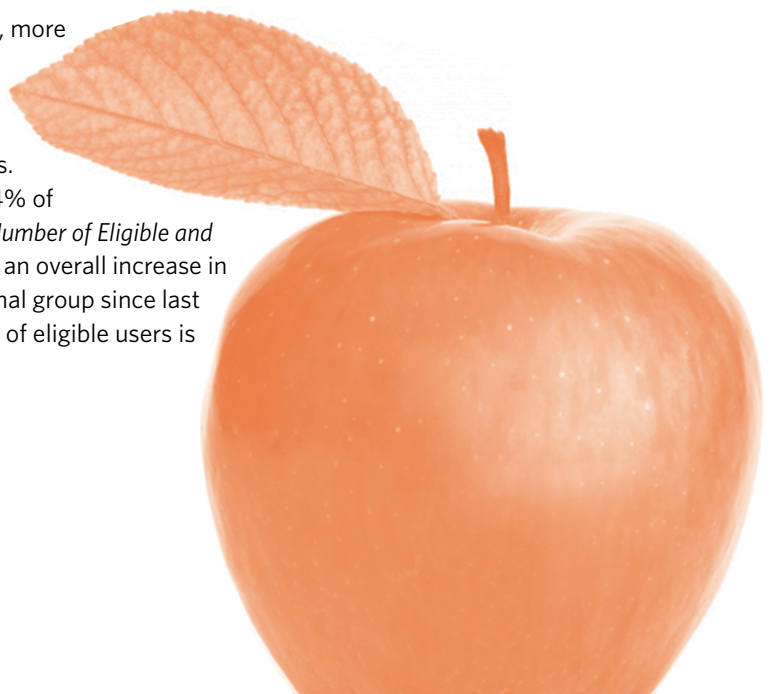 , more
s.
4% of
umber of Eligible and
an overall increase in
nal group since last
of eligible users is